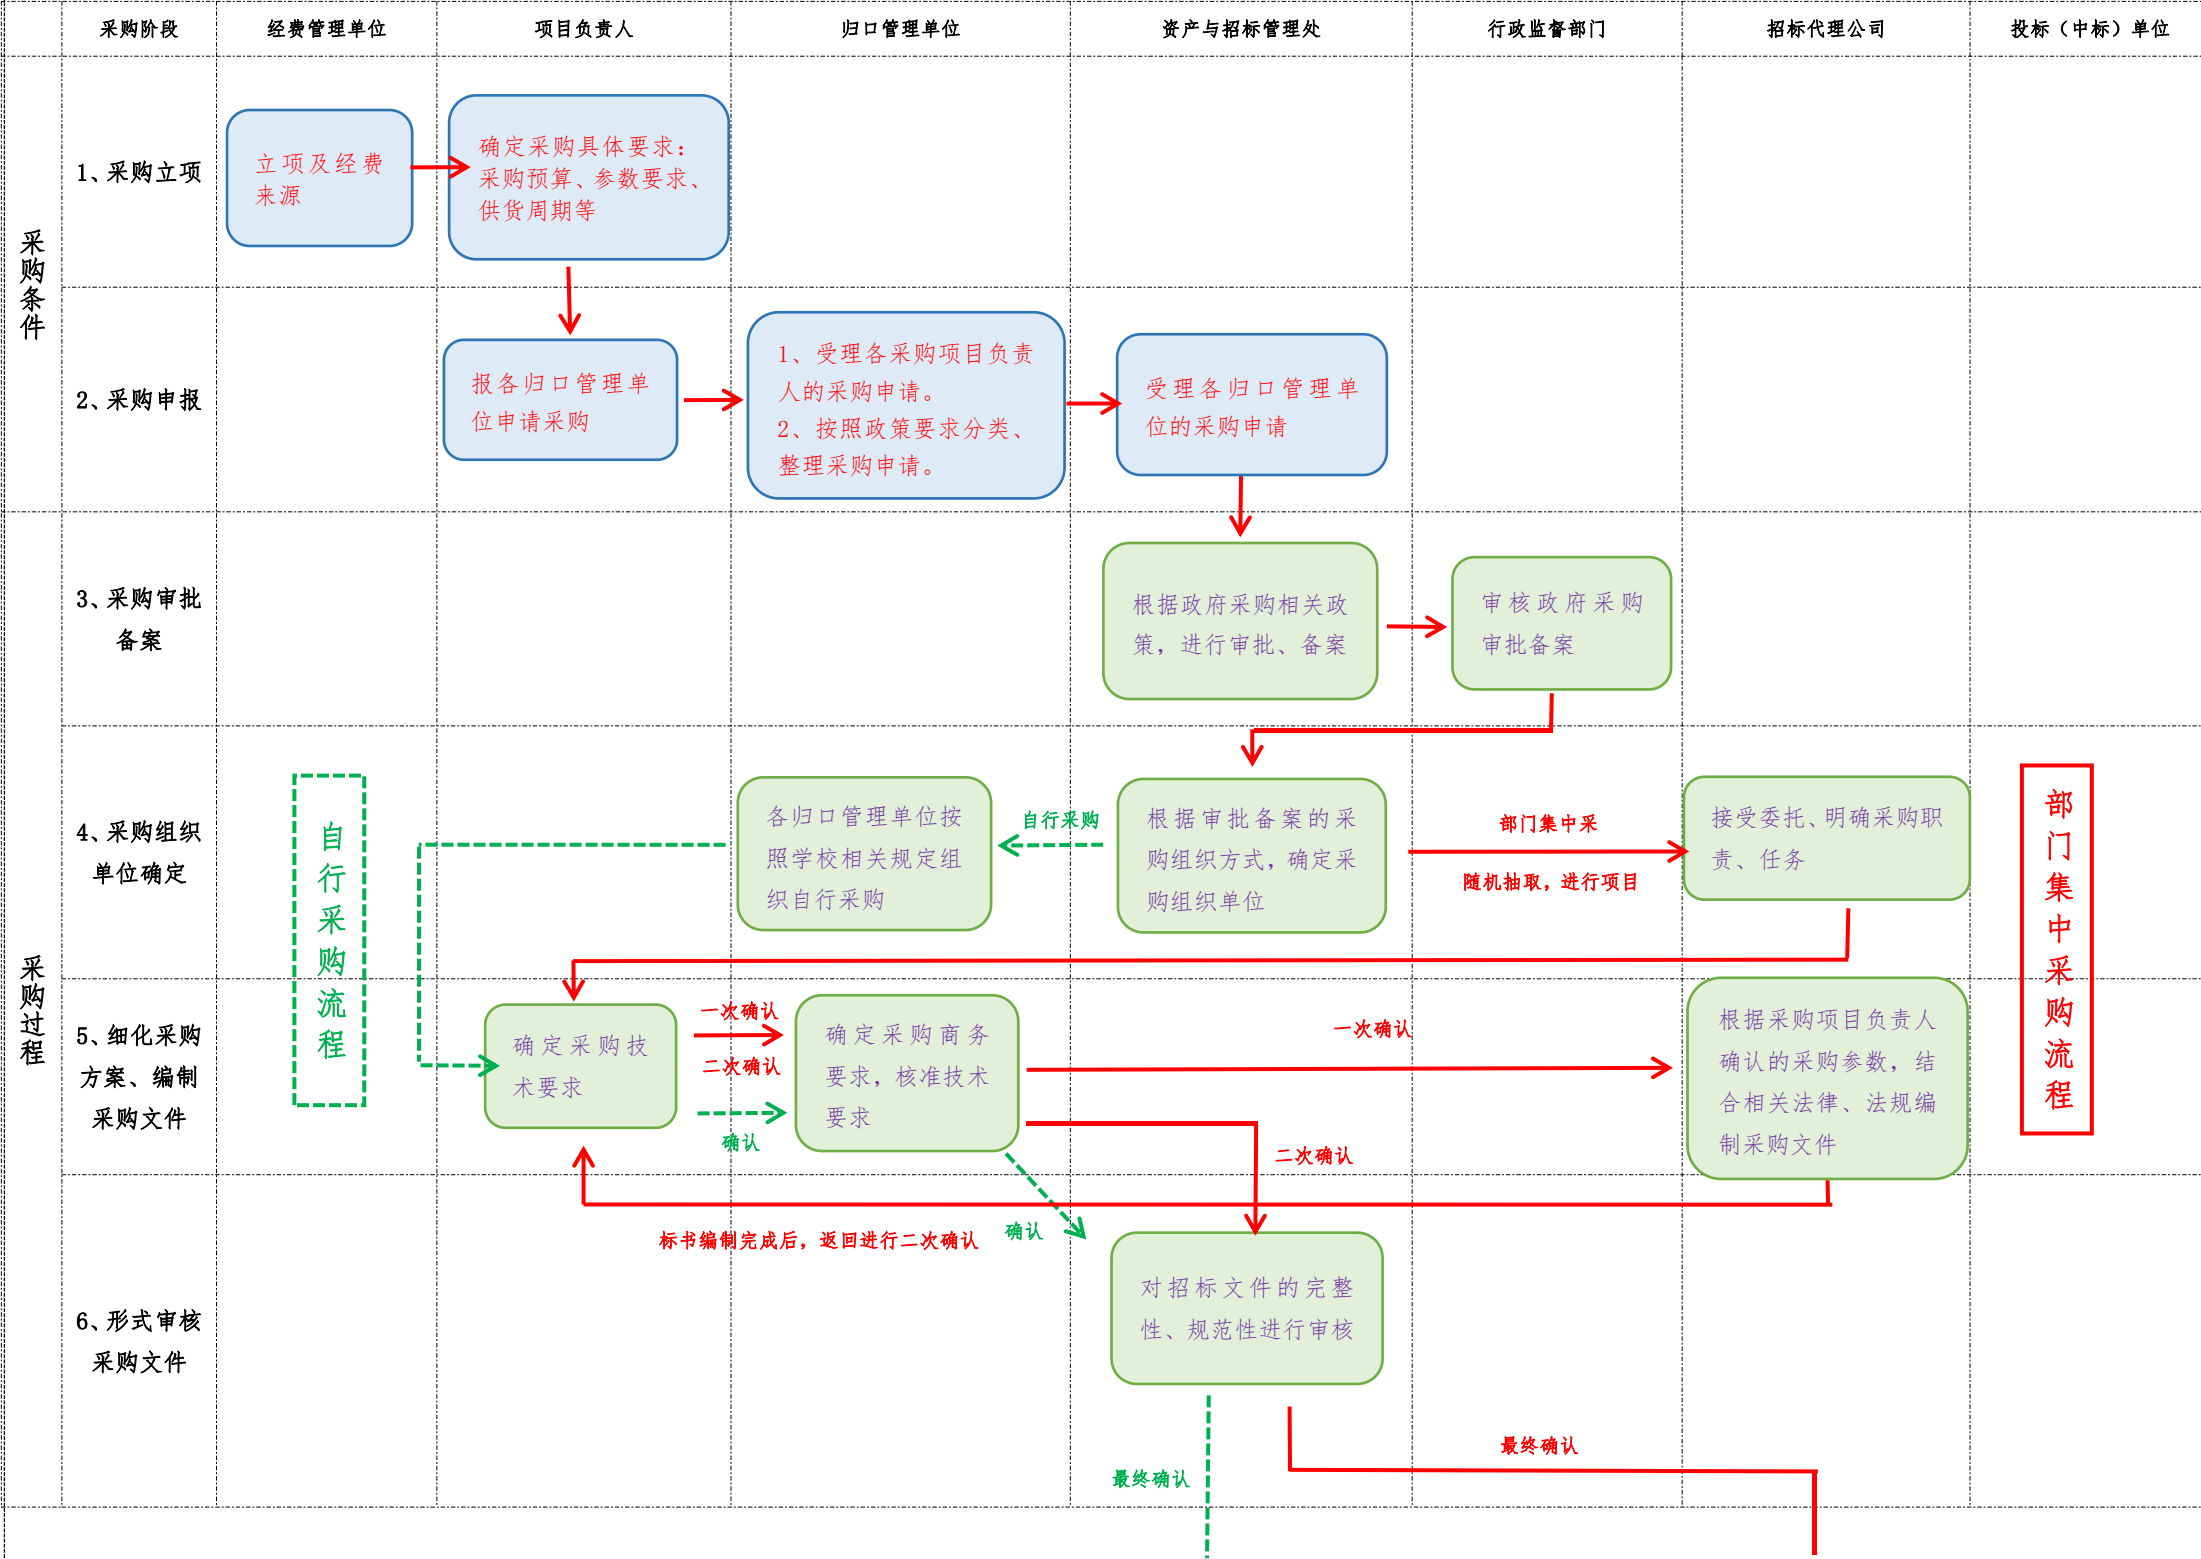 采购阶段
经费管理单位
项目负责人
归口管理单位
资产与招标管理处
行政监督部门
招标代理公司
投标（中标）单位
采购条件
1、采购立项
立项及经费
来源
确定采购具体要求：
采购预算、参数要求、
供货周期等
2、采购申报
报各归口管理单
位申请采购
1、受理各采购项目负责
人的采购申请。
2、按照政策要求分类、
整理采购申请。
受理各归口管理单
位的采购申请
采购过程
3、采购审批
备案
根据政府采购相关政
策，进行审批、备案
审核政府采购
审批备案
4、采购组织
单位确定
自行采购流程
各归口管理单位按
照学校相关规定组
织自行采购
自行采购
根据审批备案的采
购组织方式，确定采
购组织单位
部门集中采
随机抽取，进行项目
接受委托、明确采购职
责、任务
部门集中采购流程
5、细化采购
方案、编制
采购文件
确定采购技
术要求
一次确认
二次确认
确认
确定采购商务
要求，核准技术
要求
一次确认
二次确认
根据采购项目负责人
确认的采购参数，结
合相关法律、法规编
制采购文件
标书编制完成后，返回进行二次确认
确认
6、形式审核
采购文件
对招标文件的完整
性、规范性进行审核
最终确认
最终确认